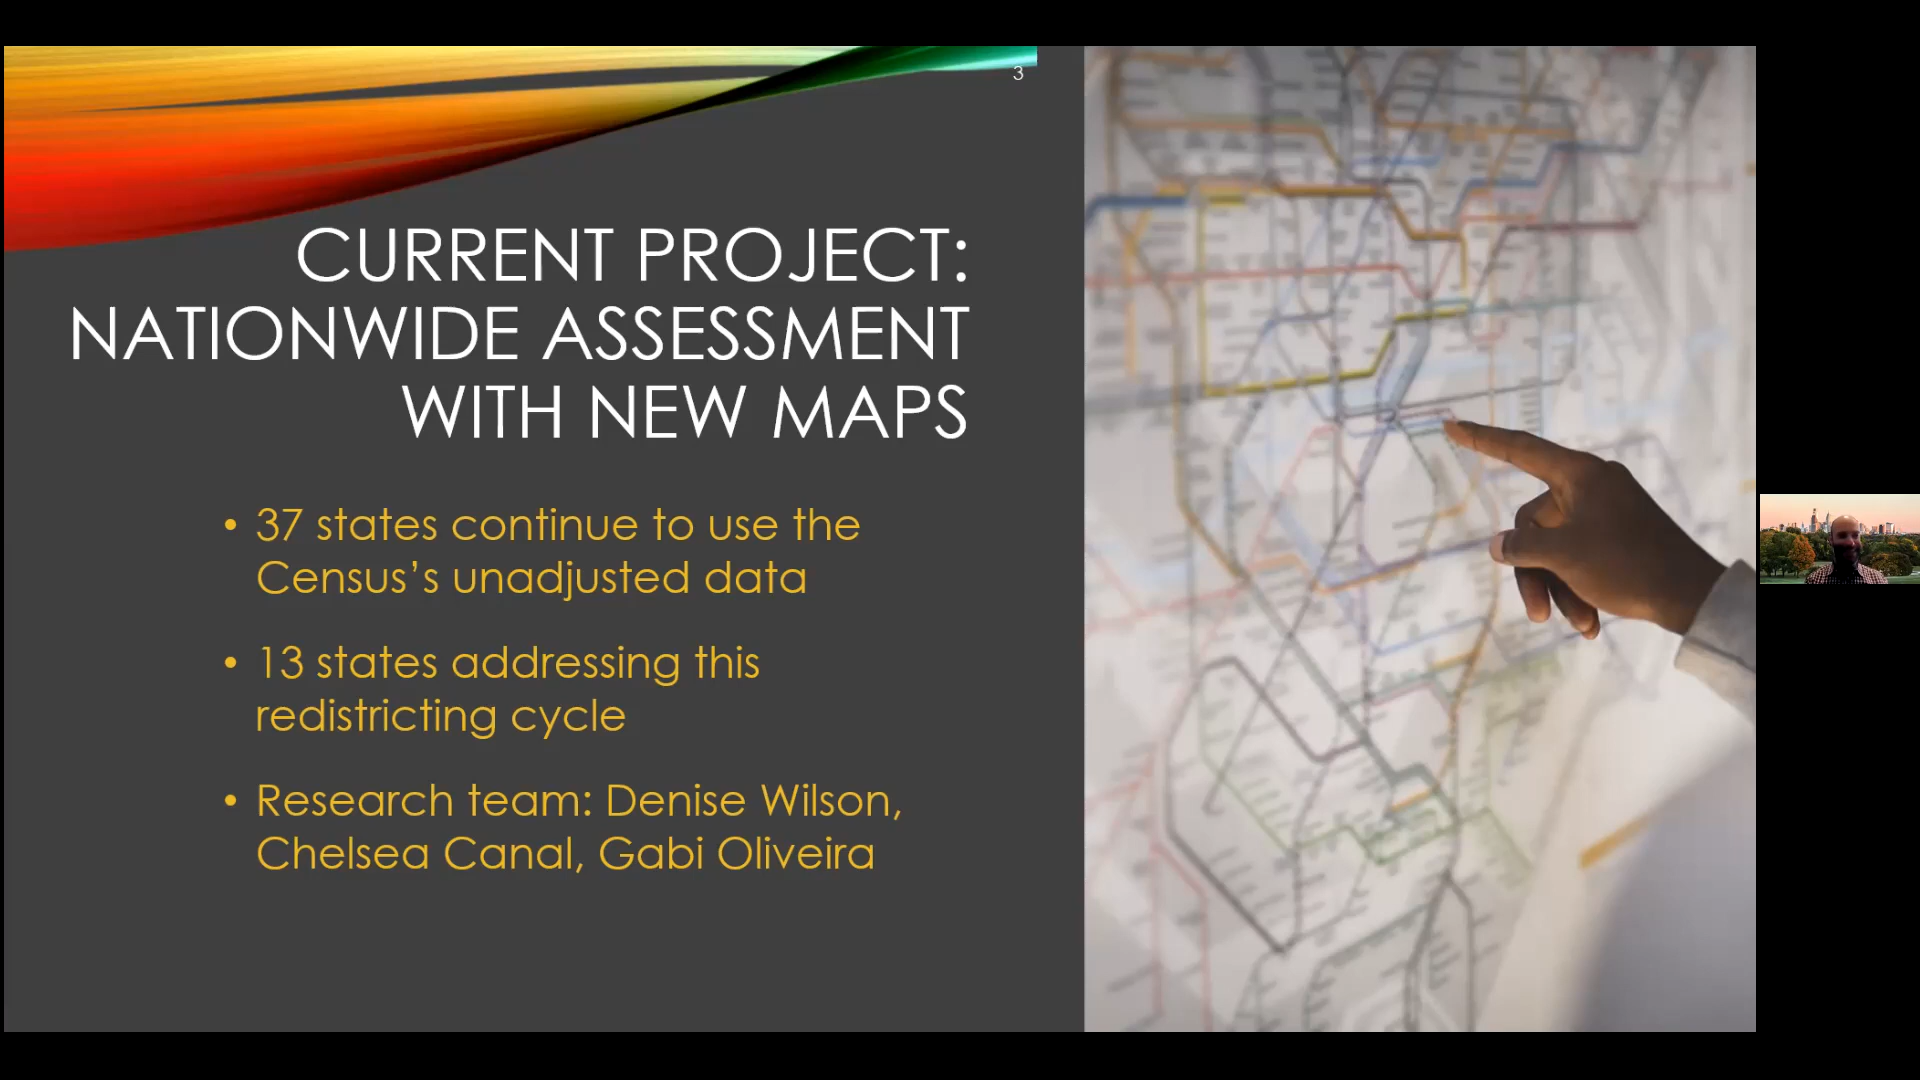 3
CURRENT PROJECT:
NATIONWIDE ASSESSMENT
WITH NEW MAPS
• 37 states continue to use the
Census’s unadjusted data
• 13 states addressing this
redistricting cycle
• Research team: Denise Wilson,
Chelsea Canal, Gabi Oliveira